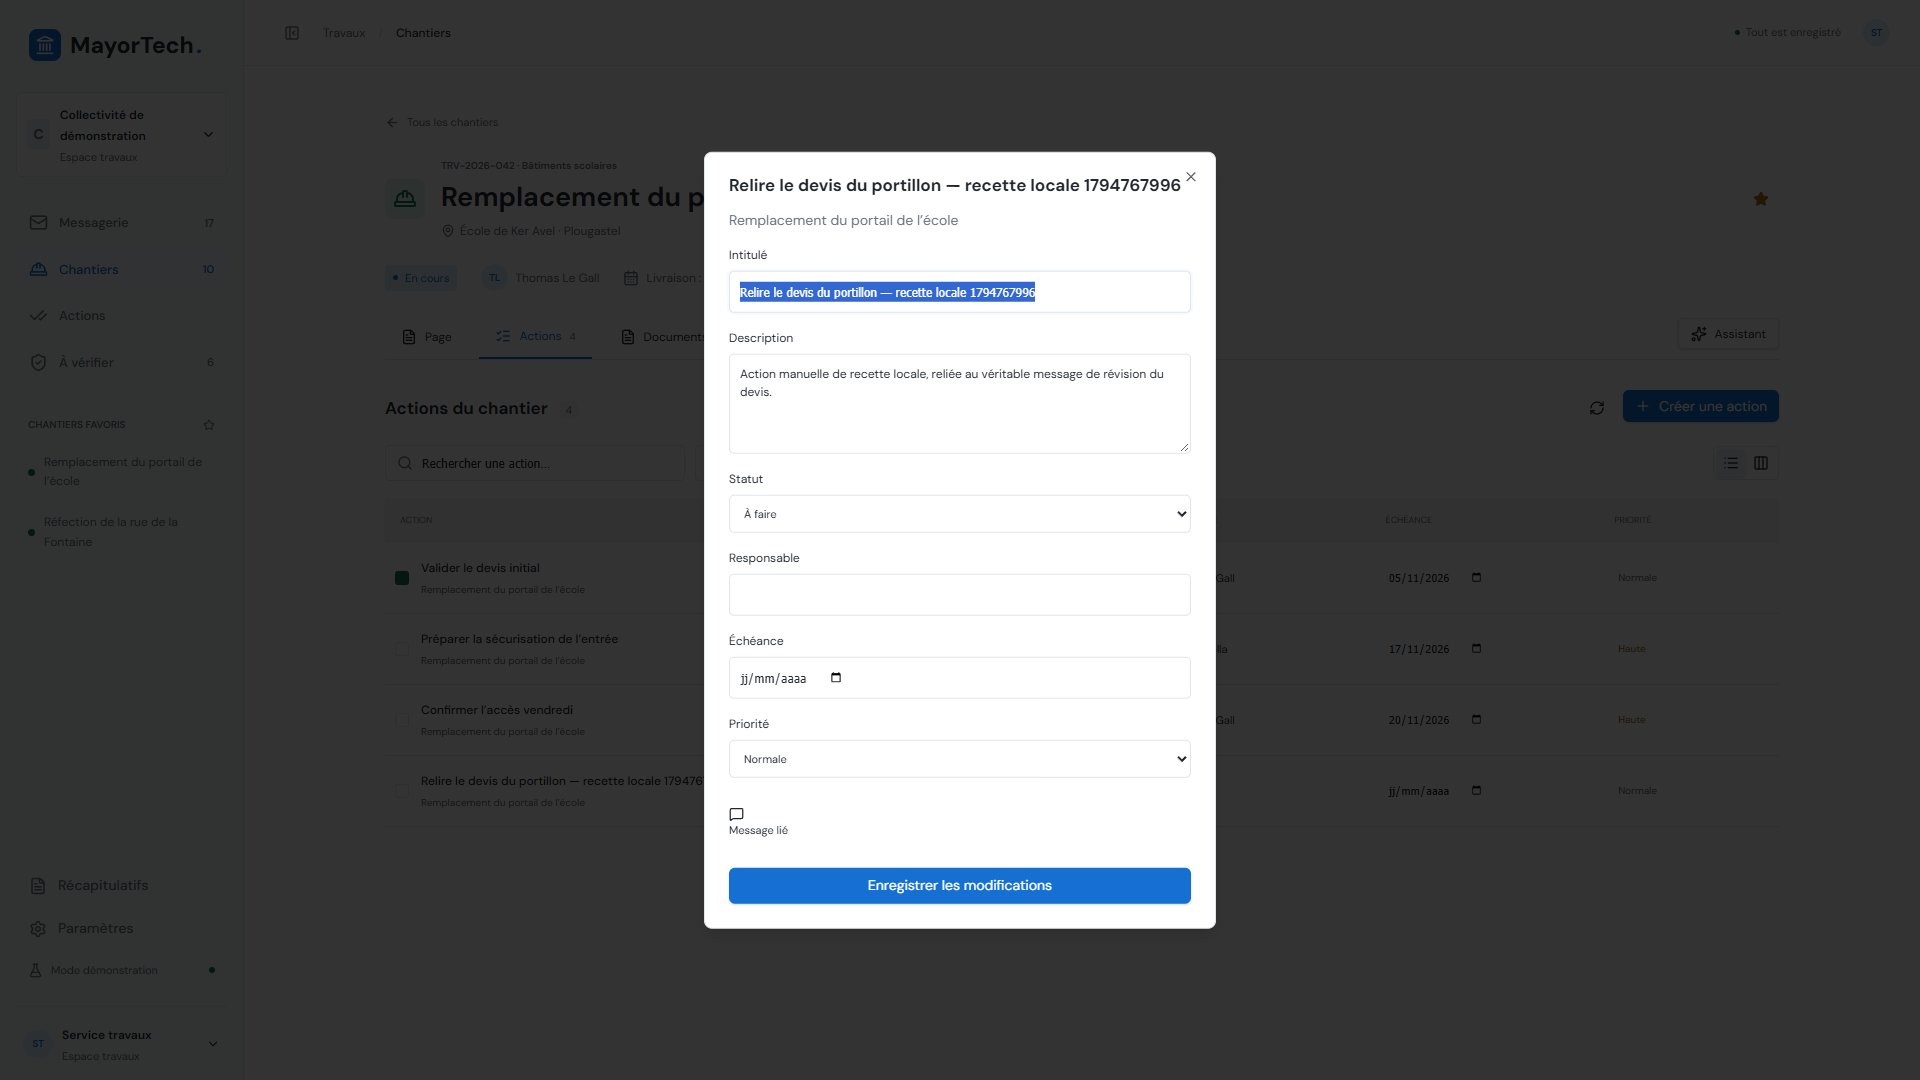 MayorTech.
Travaux / Chantiers
Tout est enregistré
ST
C
Collectivité de
démonstration
Espace travaux
Messagerie 17
Chantiers 10
Actions
À vérifier 6
CHANTIERS FAVORIS
Remplacement du portail de
l'école
Réfection de la rue de la
Fontaine
Récapitulatifs
Paramètres
Mode démonstration
ST
Service travaux
Espace travaux
Tous les chantiers
TRV-2026-042 · Bâtiments scolaires
Remplacement du p
École de Ker Avel · Plougastel
En cours
TL Thomas Le Gall
Livraison :
Page
Actions 4
Documents
Assistant
Actions du chantier 4
Créer une action
Rechercher une action...
ACTION ÉCHÉANCE PRIORITÉ
Valider le devis initial
Remplacement du portail de l'école
Gall 05/11/2026 Normale
Préparer la sécurisation de l'entrée
Remplacement du portail de l'école
lla 17/11/2026 Haute
Confirmer l'accès vendredi
Remplacement du portail de l'école
Gall 20/11/2026 Haute
Relire le devis du portillon — recette locale 179476
Remplacement du portail de l'école
jj/mm/aaaa Normale
Relire le devis du portillon — recette locale 1794767996
Remplacement du portail de l'école
Intitulé
Relire le devis du portillon — recette locale 1794767996
Description
Action manuelle de recette locale, reliée au véritable message de révision du
devis.
Statut
À faire
Responsable
Échéance
jj/mm/aaaa
Priorité
Normale
Message lié
Enregistrer les modifications